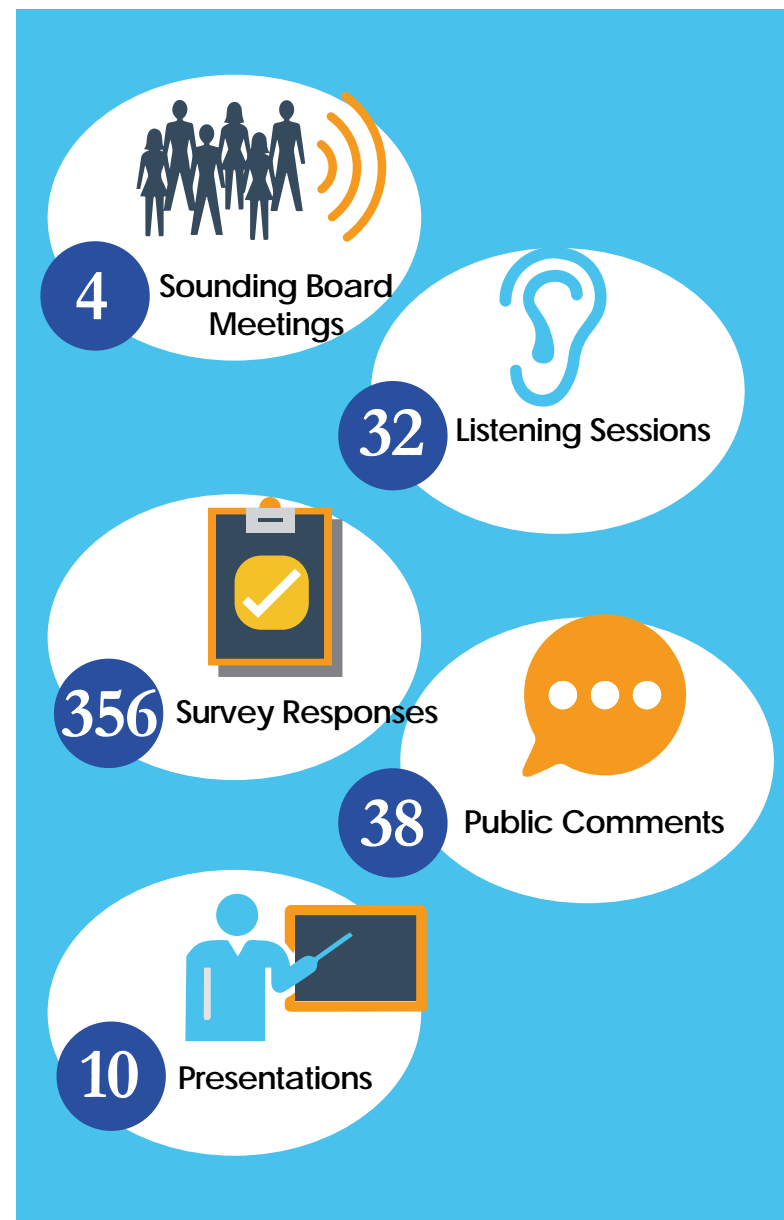 4
Sounding Board
Meetings
32
Listening Sessions
356
Survey Responses
38
Public Comments
10
Presentations